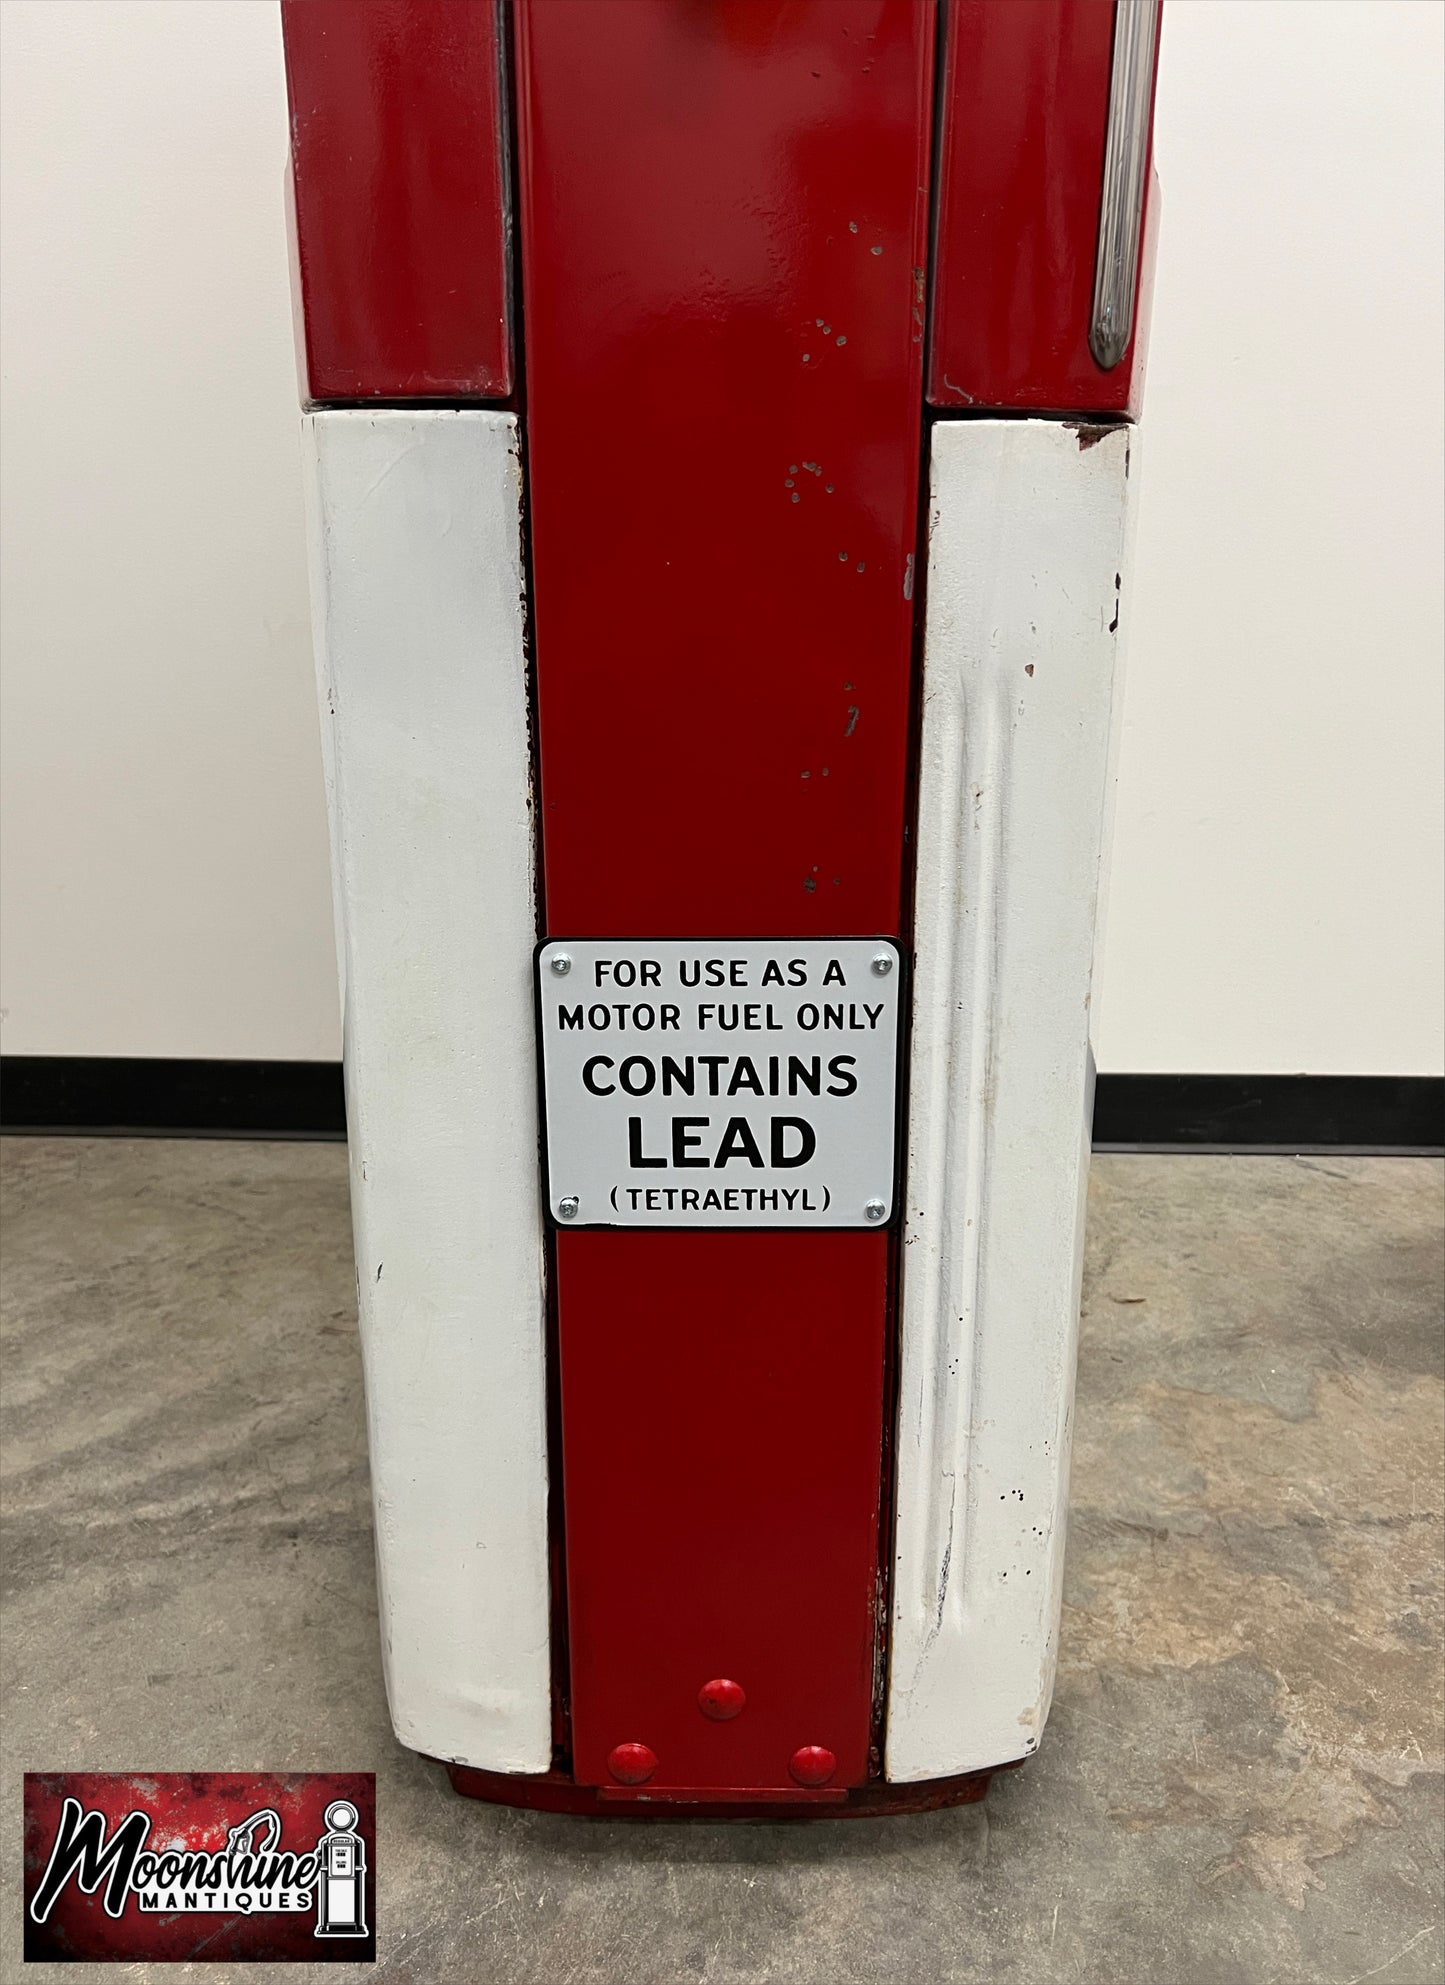 FOR USE AS A
MOTOR FUEL ONLY
CONTAINS
LEAD
(TETRAETHYL)
Moonshine
MANTIQUES